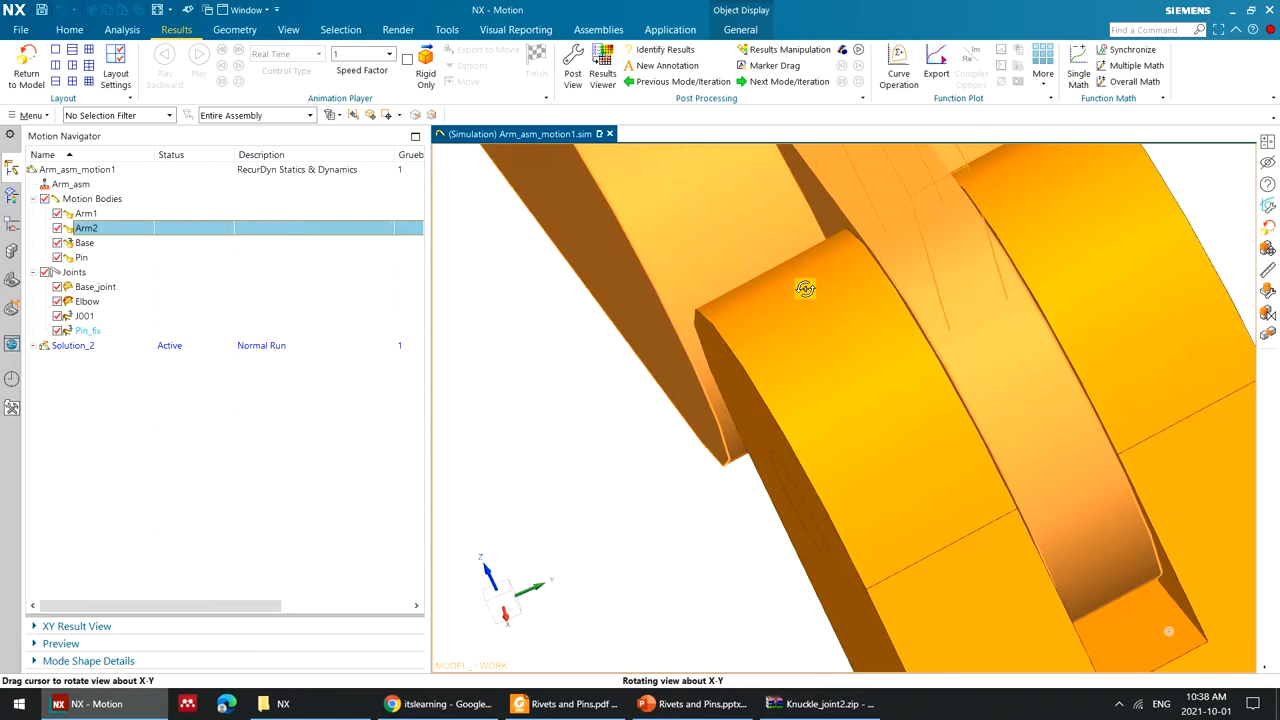 NX Window NX - Motion Object Display SIEMENS
File Home Analysis Results Geometry View Selection Render Tools Visual Reporting Assemblies Application General Find Command
Return to Model Layout Settings Play Backward Play Real Time Control Type 1 Speed Factor Rigid Only Export to Movie Options Move Finish Post View Results Viewer Identify Results New Annotation Previous Mode/Iteration Results Manipulation Marker Drag Next Mode/Iteration Curve Operation Export Complex Options More Single Math Synchronize Multiple Math Overall Math
Layout Animation Player Post Processing Function Plot Function Math
Menu No Selection Filter Entire Assembly
Motion Navigator (Simulation) Arm_asm_motion1.sim
Name Status Description Grueb
Arm_asm_motion1 RecurDyn Statics & Dynamics 1
Arm_asm
Motion Bodies
Arm1
Arm2
Base
Pin
Joints
Base_joint
Elbow
J001
Pin_fix
Solution_2 Active Normal Run 1
Z
Y
X
XY Result View
Preview
Mode Shape Details
MODEL_1 WORK
Drag cursor to rotate view about X-Y Rotating view about X-Y
NX - Motion NX itslearning - Google... Rivets and Pins.pdf ... Rivets and Pins.pptx... Knuckle_joint2.zip - ... ENG 10:38 AM
2021-10-01